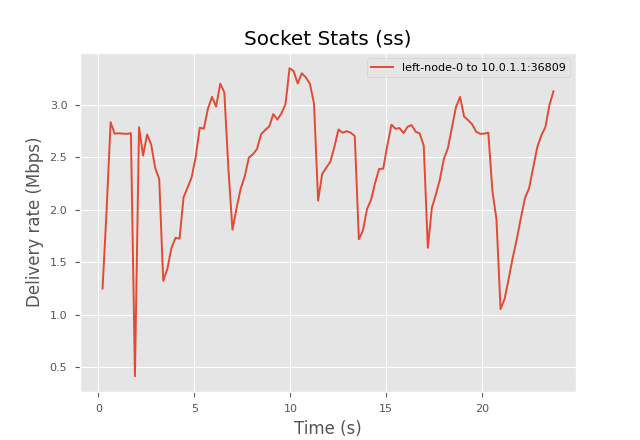 Socket Stats (ss)
left-node-0 to 10.0.1.1:36809
Delivery rate (Mbps)
3.0
2.5
2.0
1.5
1.0
0.5
0 5 10 15 20
Time (s)